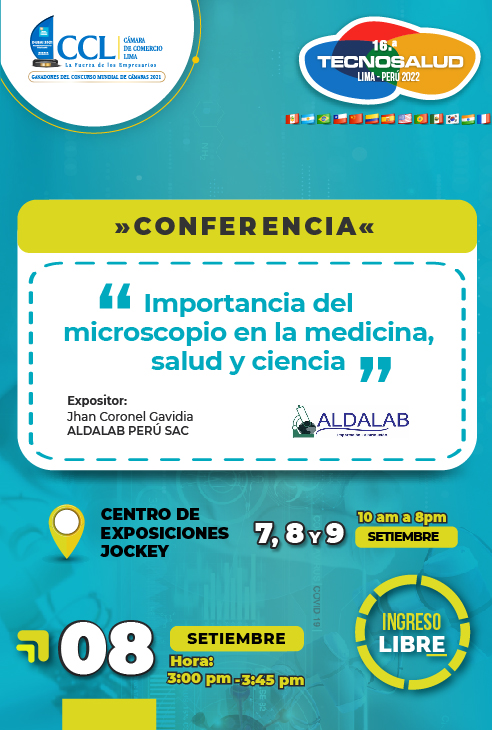 CCL
CÁMARA
DE COMERCIO
LIMA
La Fuerza de los Empresarios
GANADORES DEL CONCURSO MUNDIAL DE CÁMARAS 2021
16.ª
TECNOSALUD
LIMA - PERÚ 2022
»CONFERENCIA«
“ Importancia del
microscopio en la medicina,
salud y ciencia ”
Expositor:
Jhan Coronel Gavidia
ALDALAB PERÚ SAC
ALDALAB
CENTRO DE
EXPOSICIONES
JOCKEY
7, 8 Y 9
10 am a 8pm
SETIEMBRE
COVID 19
INGRESO
LIBRE
08
SETIEMBRE
Hora:
3:00 pm -3:45 pm